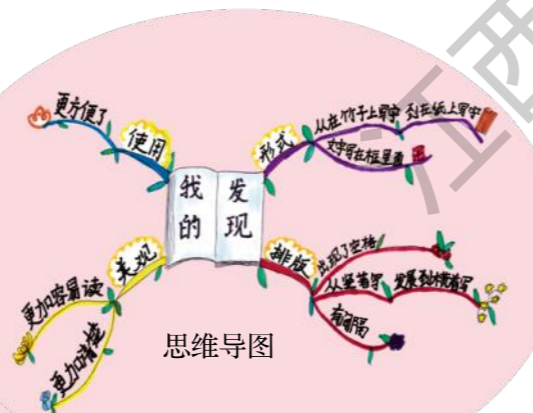 更方便了
使用
形式
从在竹子上写字
到在纸上写字
文字写在框里面
我的
发现
美观
更加容易读
更加清楚
排版
出现了空格
从竖着写
发展到横着写
有间隔
思维导图
江西